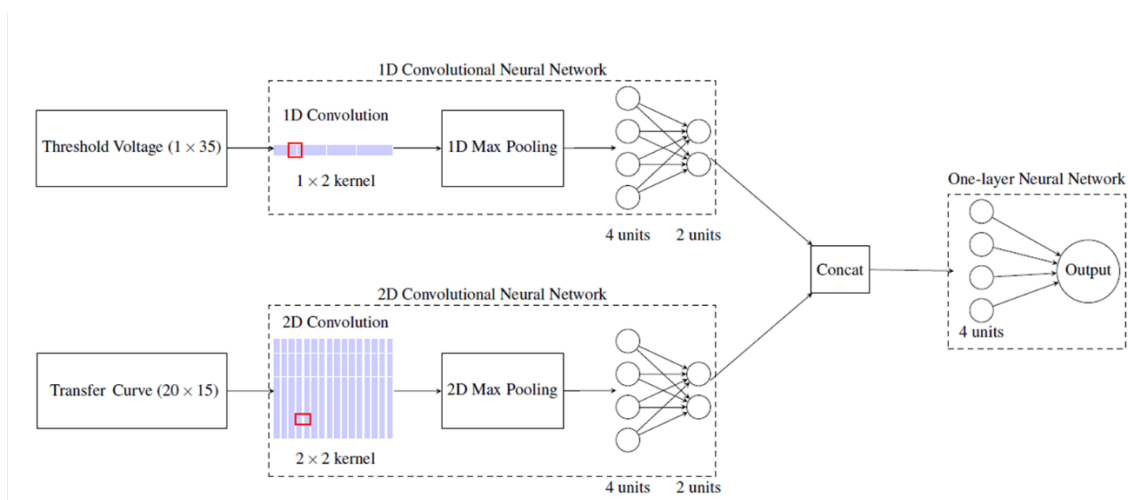 1D Convolutional Neural Network
1D Convolution
Threshold Voltage (1 × 35)
1D Max Pooling
1 × 2 kernel
4 units
2 units
One-layer Neural Network
Concat
Output
4 units
2D Convolutional Neural Network
2D Convolution
Transfer Curve (20 × 15)
2D Max Pooling
2 × 2 kernel
4 units
2 units